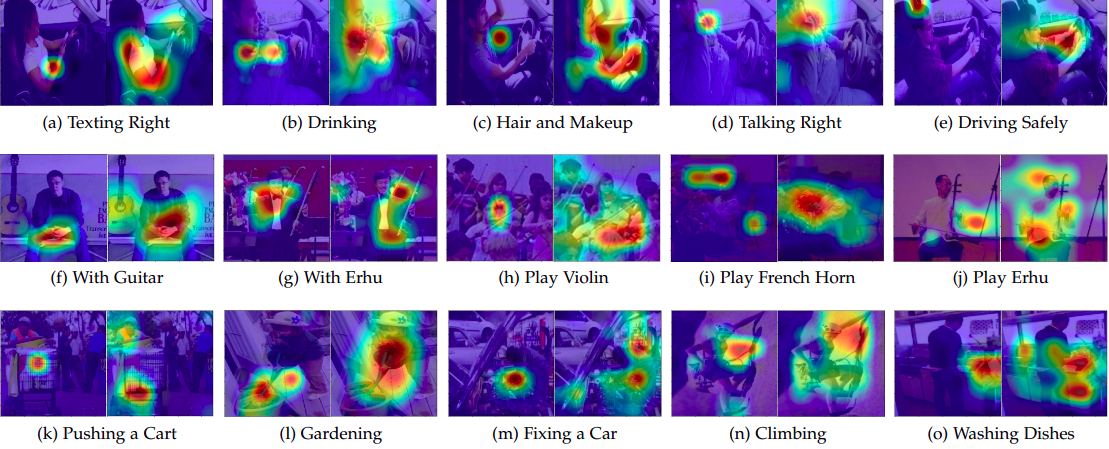 (a) Texting Right
(b) Drinking
(c) Hair and Makeup
(d) Talking Right
(e) Driving Safely
(f) With Guitar
(g) With Erhu
(h) Play Violin
(i) Play French Horn
(j) Play Erhu
(k) Pushing a Cart
(l) Gardening
(m) Fixing a Car
(n) Climbing
(o) Washing Dishes